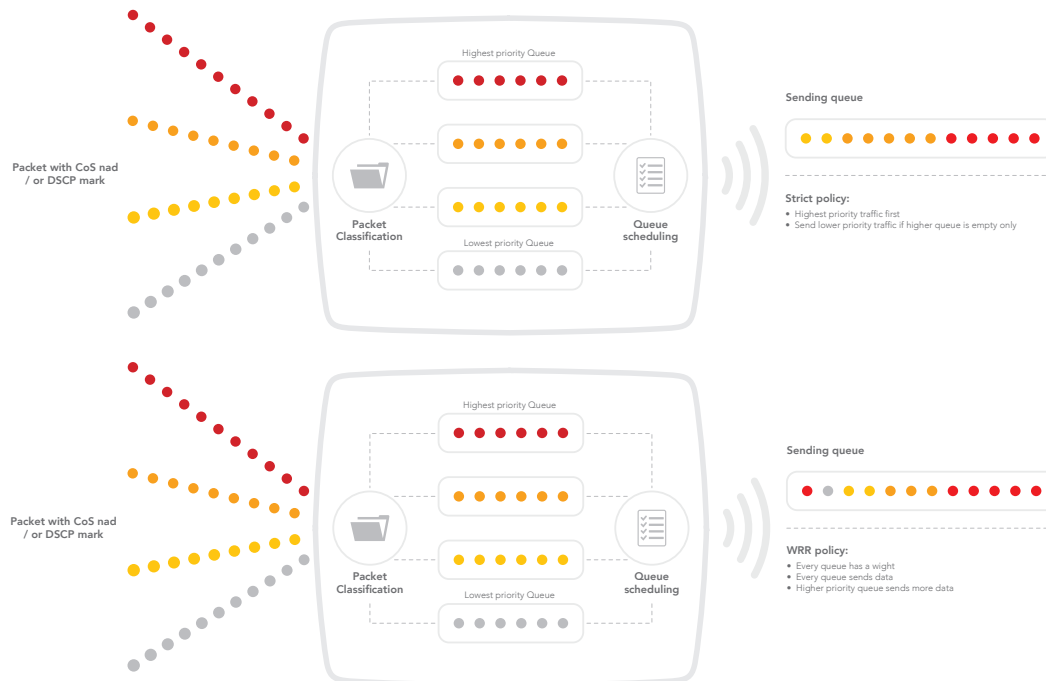 Highest priority Queue
Packet with CoS nad
/ or DSCP mark
Packet
Classification
Queue
scheduling
Lowest priority Queue
Sending queue
Strict policy:
• Highest priority traffic first
• Send lower priority traffic if higher queue is empty only
Highest priority Queue
Packet with CoS nad
/ or DSCP mark
Packet
Classification
Queue
scheduling
Lowest priority Queue
Sending queue
WRR policy:
• Every queue has a wight
• Every queue sends data
• Higher priority queue sends more data